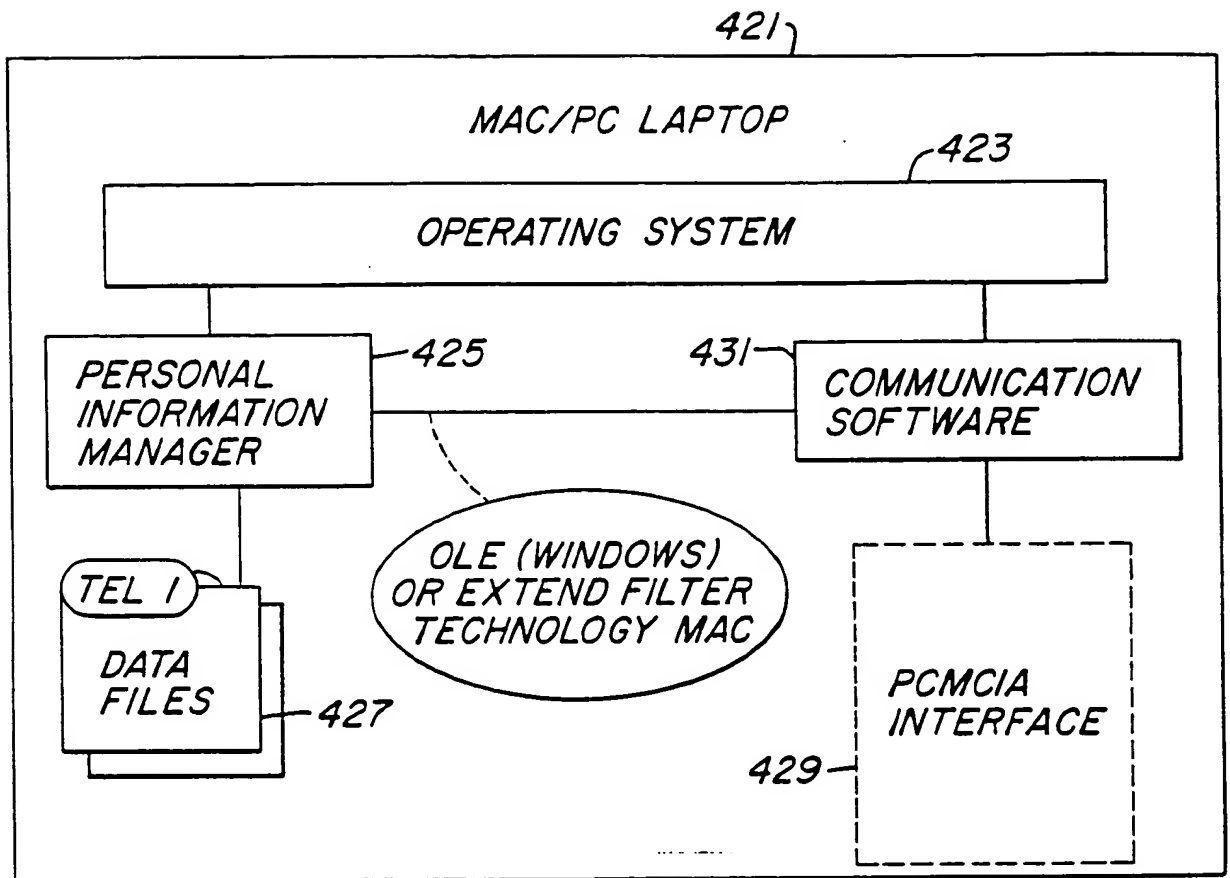 421
MAC/PC LAPTOP
423
OPERATING SYSTEM
425
431
PERSONAL
INFORMATION
MANAGER
COMMUNICATION
SOFTWARE
OLE (WINDOWS)
OR EXTEND FILTER
TECHNOLOGY MAC
TEL 1
DATA
FILES
427
PCMCIA
INTERFACE
429